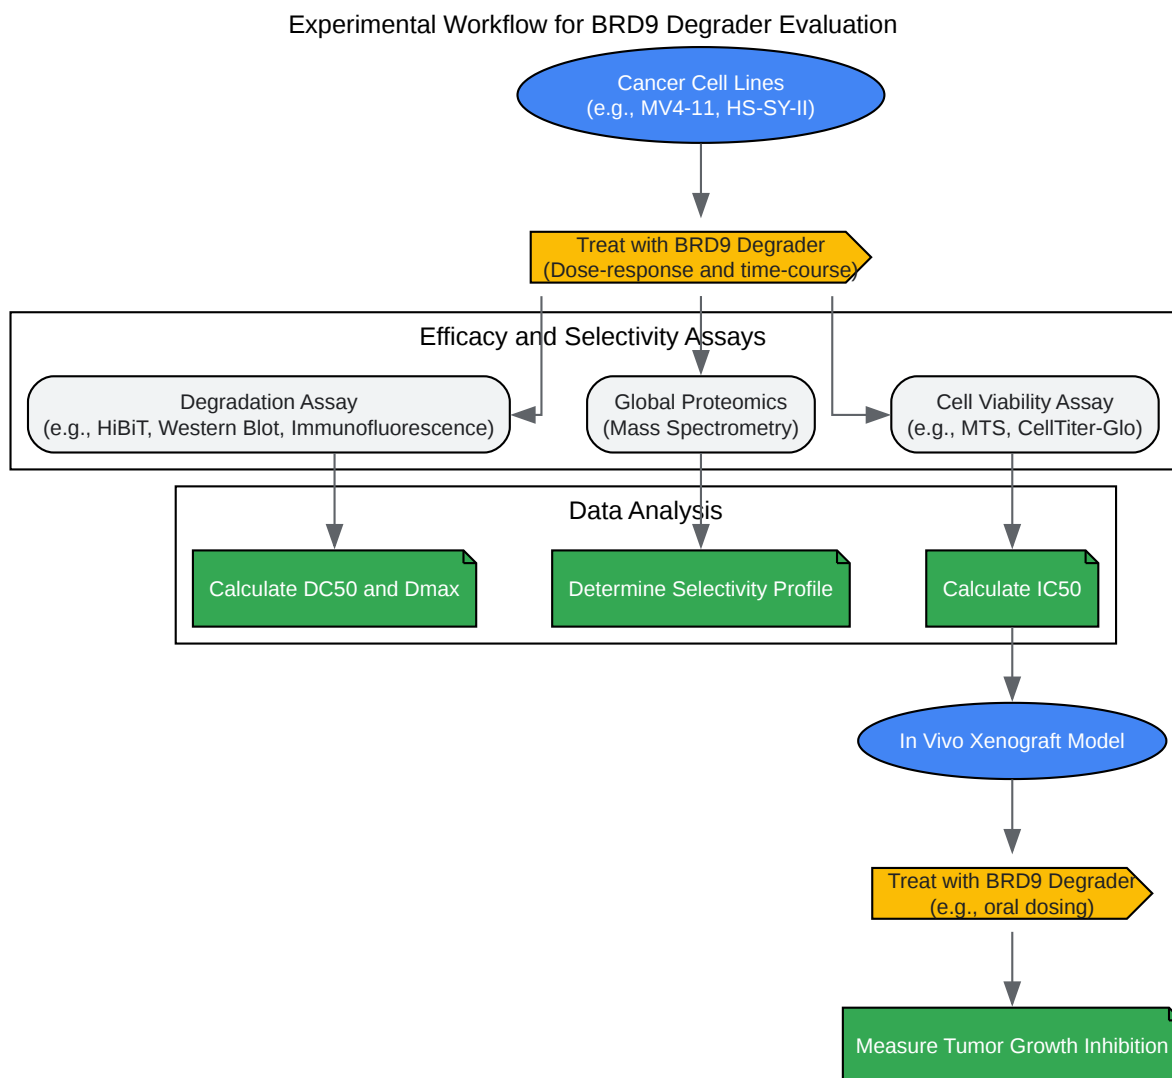 Experimental Workflow for BRD9 Degrader Evaluation
Cancer Cell Lines
(e.g., MV4-11, HS-SY-II)
Treat with BRD9 Degrader
(Dose-response and time-course)
Efficacy and Selectivity Assays
Degradation Assay
(e.g., HiBiT, Western Blot, Immunofluorescence)
Global Proteomics
(Mass Spectrometry)
Cell Viability Assay
(e.g., MTS, CellTiter-Glo)
Data Analysis
Calculate DC50 and Dmax
Determine Selectivity Profile
Calculate IC50
In Vivo Xenograft Model
Treat with BRD9 Degrader
(e.g., oral dosing)
Measure Tumor Growth Inhibition